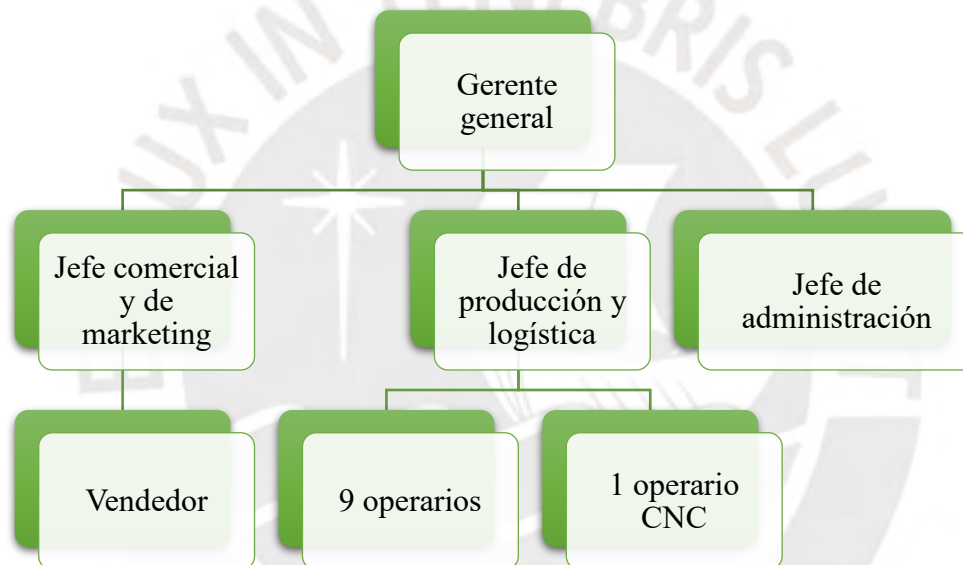 Gerente
general
Jefe comercial
y de
marketing
Jefe de
producción y
logística
Jefe de
administración
Vendedor
9 operarios
1 operario
CNC